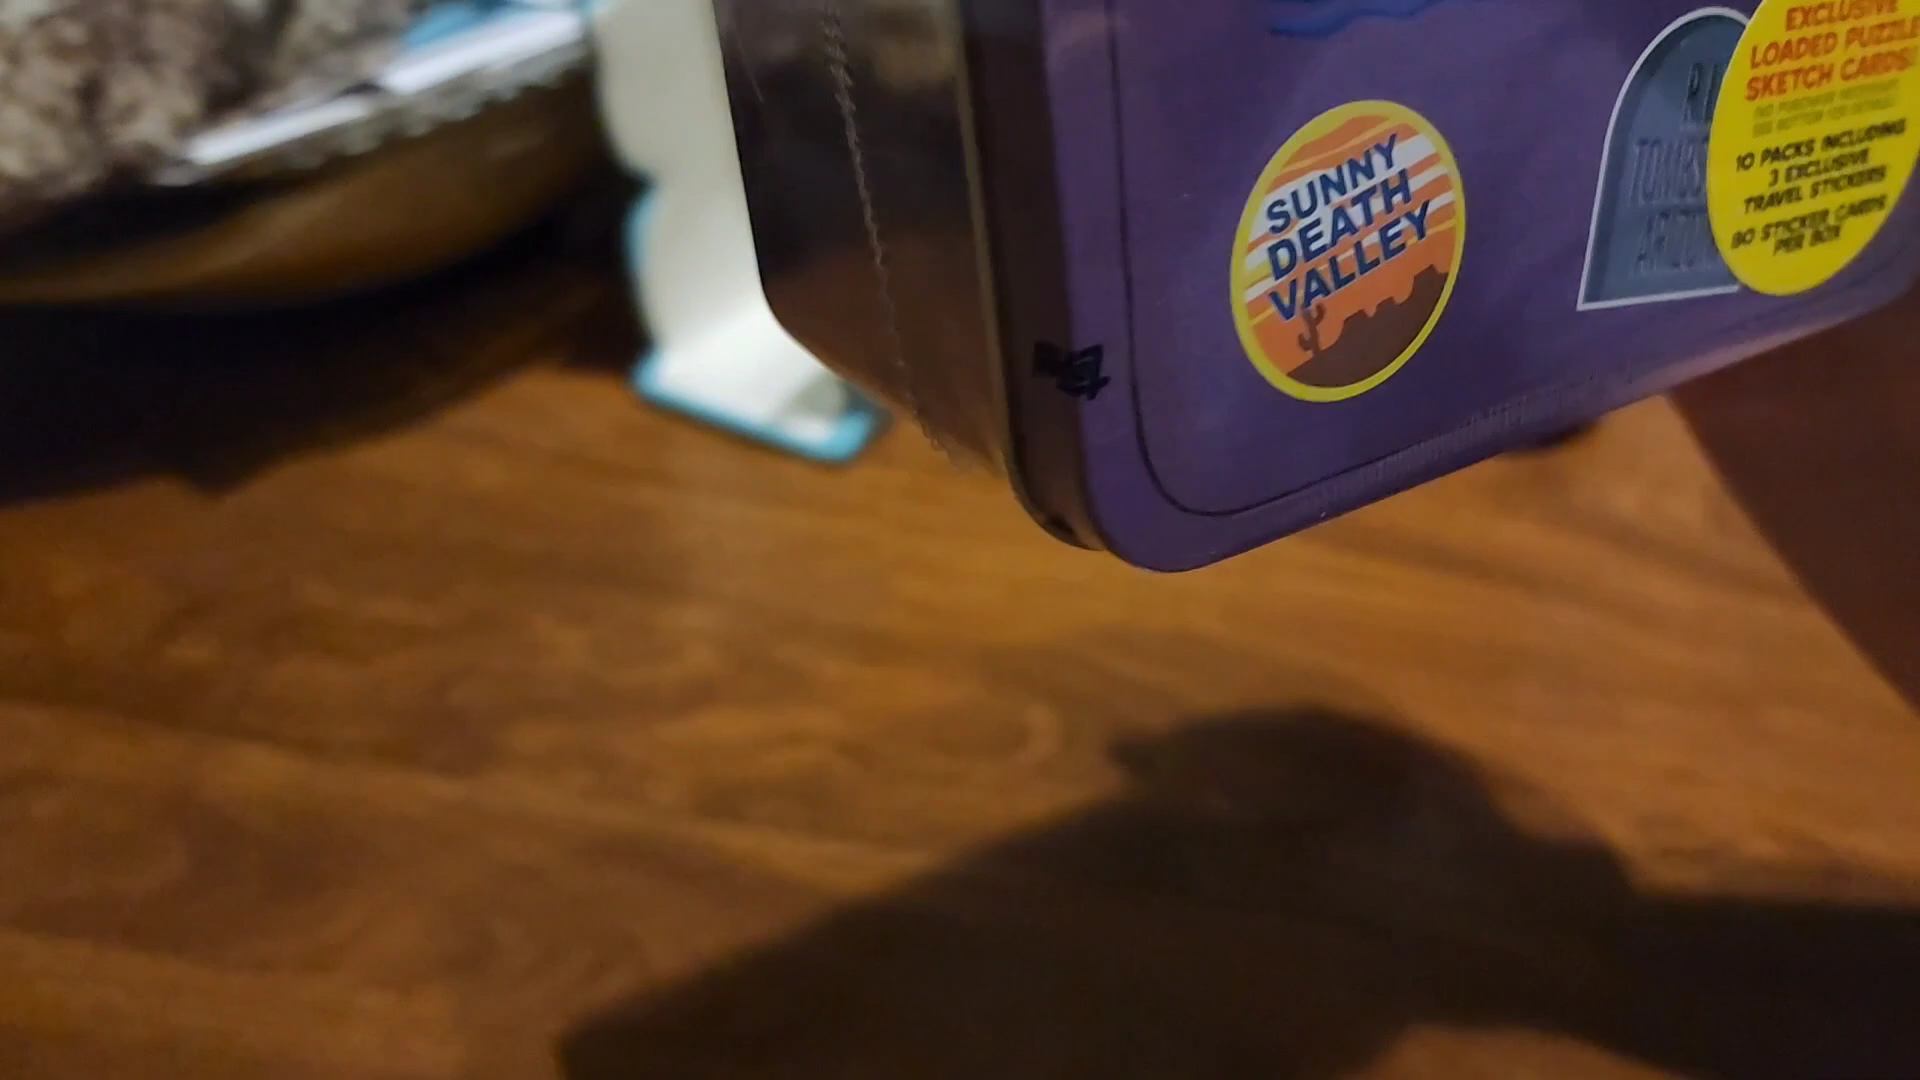 SUNNY
DEATH
VALLEY
EXCLUSIVE
LOADED PUZZLE
SKETCH CARDS!
10 PACKS INCLUDING
3 EXCLUSIVE
TRAVEL STICKERS
80 STICKER CARDS
PER BOX